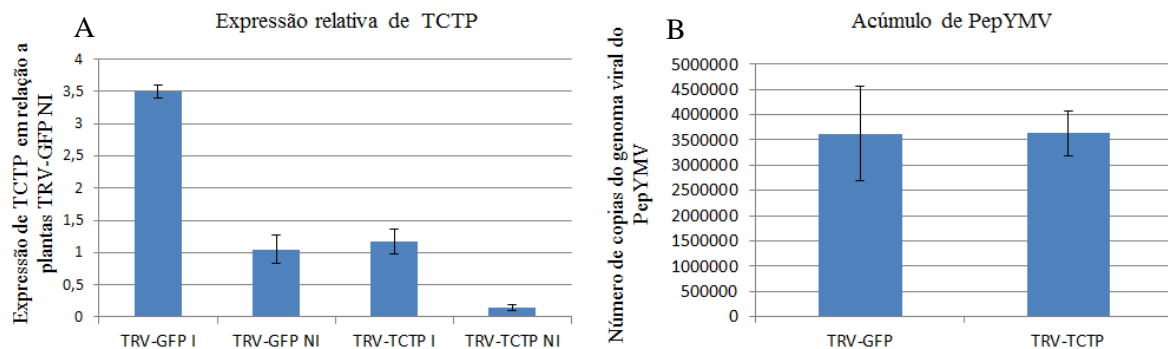 A
Expressão relativa de TCTP
Expressão de TCTP em relação a
plantas TRV-GFP NI
4
3,5
3
2,5
2
1,5
1
0,5
0
TRV-GFP I
TRV-GFP NI
TRV-TCTP I
TRV-TCTP NI
B
Acúmulo de PepYMV
Número de copias do genoma viral do
PepYMV
5000000
4500000
4000000
3500000
3000000
2500000
2000000
1500000
1000000
500000
0
TRV-GFP
TRV-TCTP